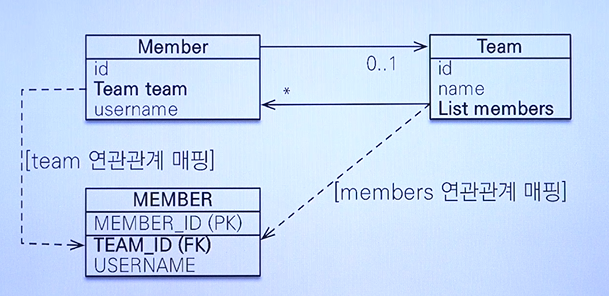 Member
id
Team team
username
0..1
*
Team
id
name
List members
[team 연관관계 매핑]
[members 연관관계 매핑]
MEMBER
MEMBER_ID (PK)
TEAM_ID (FK)
USERNAME